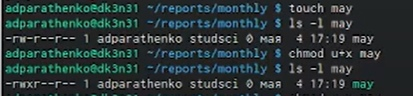 adparathenko@dk3n31 ~/reports/monthly $ touch may
adparathenko@dk3n31 ~/reports/monthly $ ls -l may
-rw-r--r-- 1 adparathenko studsci 0 мая  4 17:19 may
adparathenko@dk3n31 ~/reports/monthly $ chmod u+x may
adparathenko@dk3n31 ~/reports/monthly $ ls -l may
-rwxr--r-- 1 adparathenko studsci 0 мая  4 17:19 may